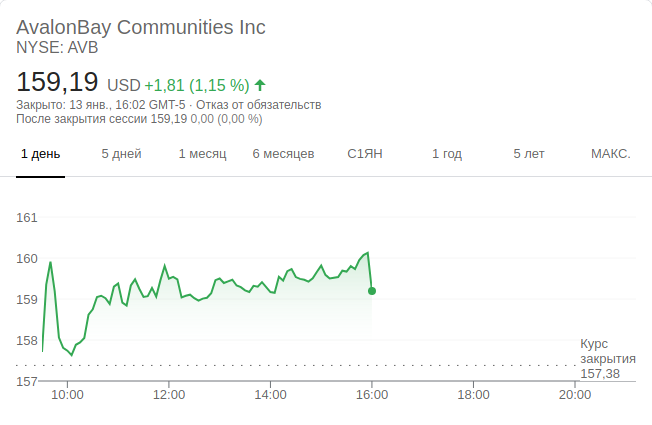 AvalonBay Communities Inc
NYSE: AVB
159,19 USD +1,81 (1,15 %)
Закрыто: 13 янв., 16:02 GMT-5 · Отказ от обязательств
После закрытия сессии 159,19 0,00 (0,00 %)
1 день 5 дней 1 месяц 6 месяцев С1ЯН 1 год 5 лет МАКС.
161
160
159
158
Курс
закрытия
157,38
157
10:00 12:00 14:00 16:00 18:00 20:00